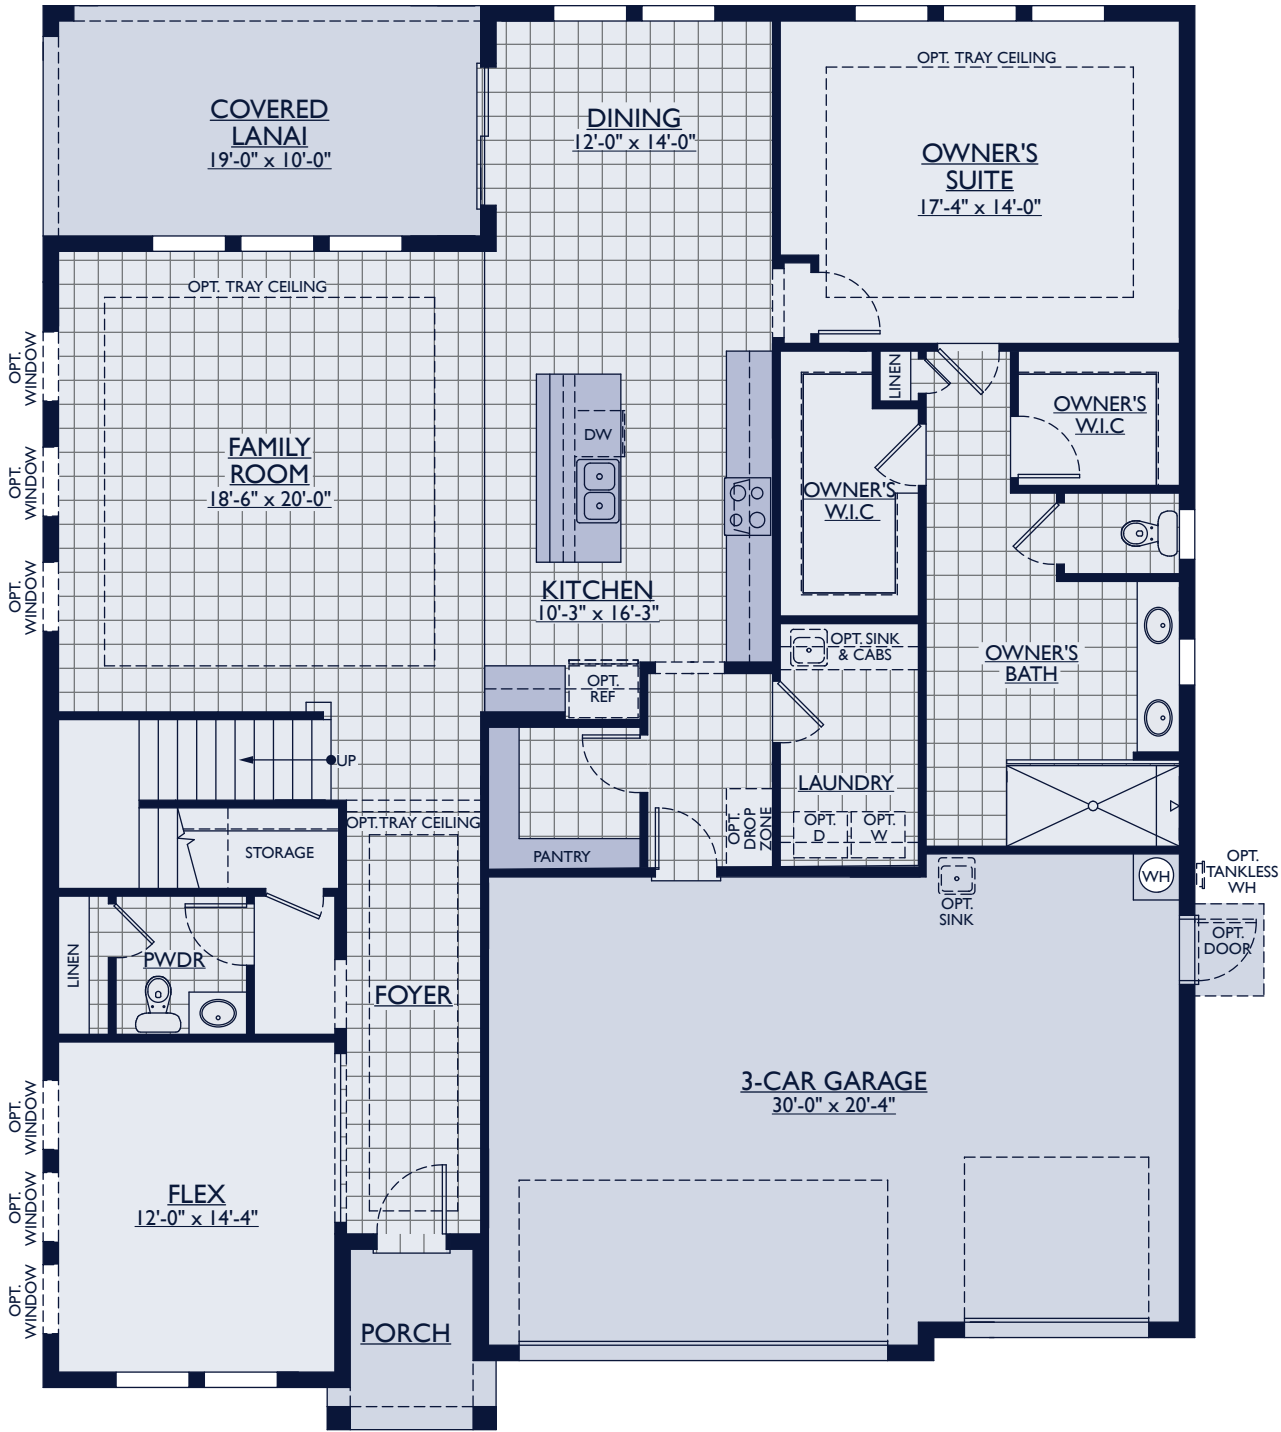 COVERED
LANAI
19'-0" x 10'-0"
DINING
12'-0" x 14'-0"
OPT. TRAY CEILING
OWNER'S
SUITE
17'-4" x 14'-0"
OPT. TRAY CEILING
OPT.
WINDOW
OPT.
WINDOW
OPT.
WINDOW
FAMILY
ROOM
18'-6" x 20'-0"
DW
KITCHEN
10'-3" x 16'-3"
LINEN
OWNER'S
W.I.C
OWNER'S
W.I.C
OPT. SINK
& CABS
OWNER'S
BATH
OPT.
REF
UP
LAUNDRY
OPT.
D
OPT.
W
OPT.
DROP
ZONE
PANTRY
OPT.TRAY CEILING
STORAGE
LINEN
PWDR
FOYER
OPT.
SINK
WH
OPT.
TANKLESS
WH
OPT.
DOOR
3-CAR GARAGE
30'-0" x 20'-4"
OPT.
WINDOW
OPT.
WINDOW
OPT.
WINDOW
FLEX
12'-0" x 14'-4"
PORCH